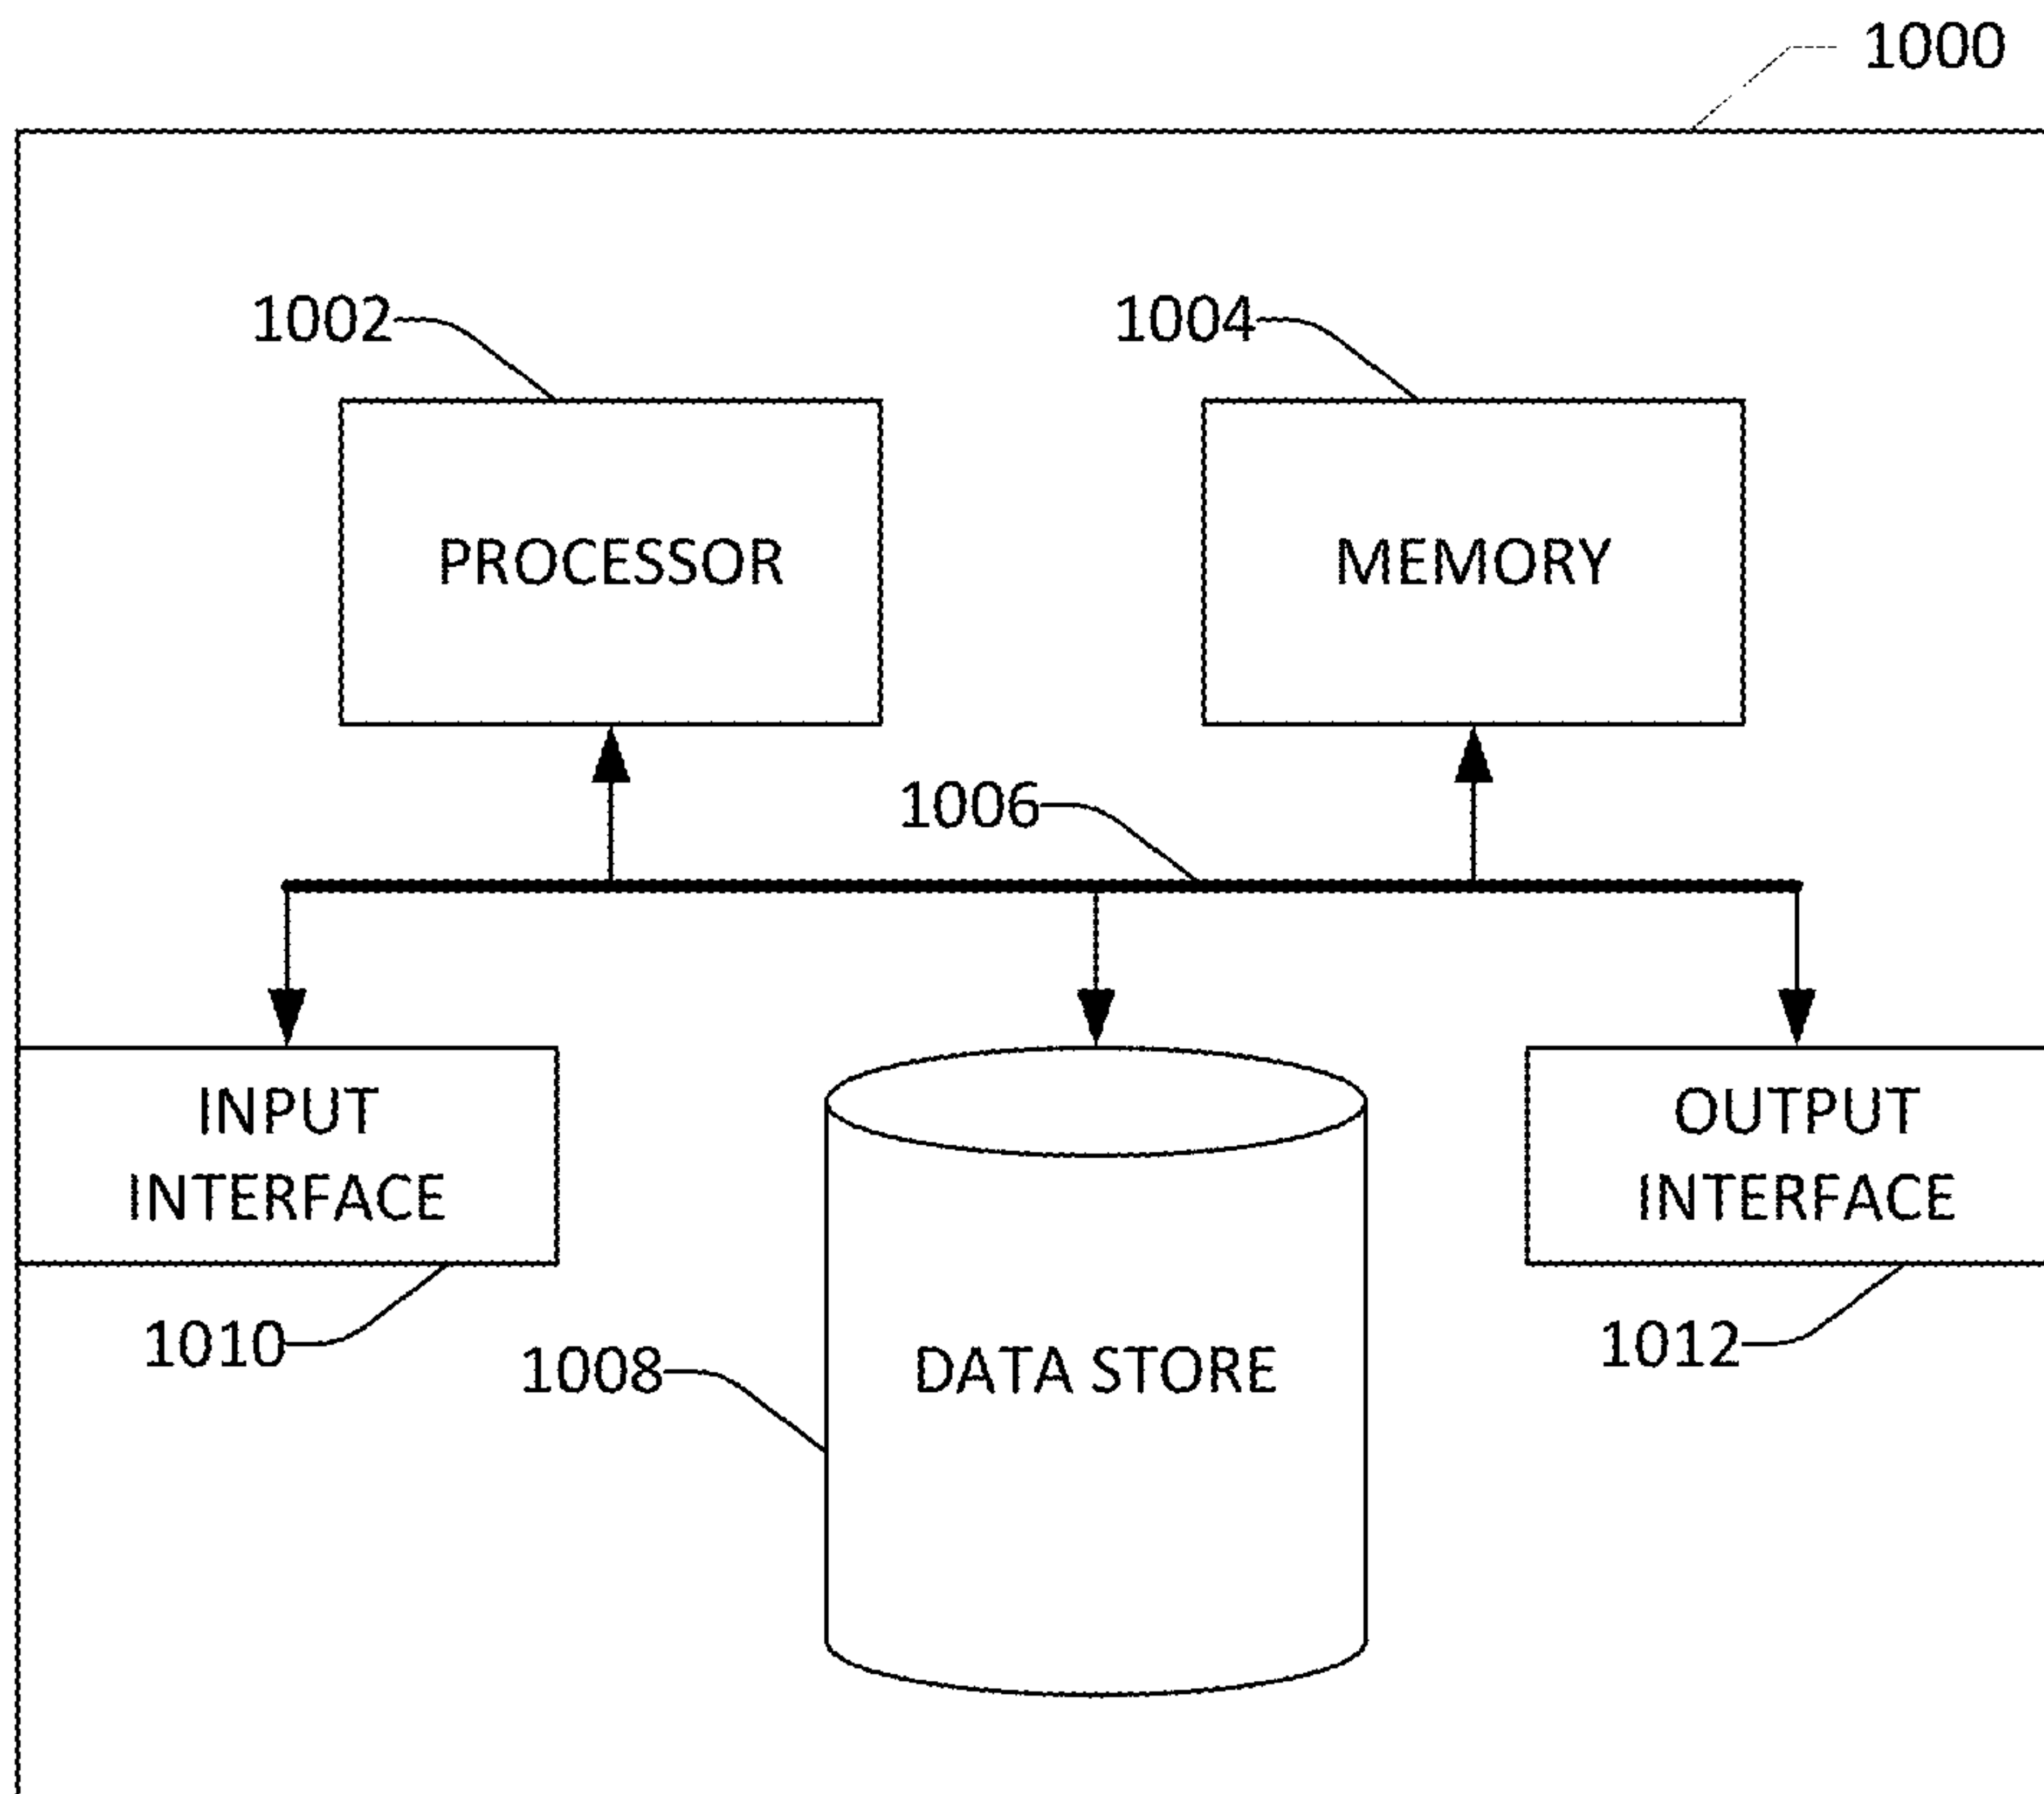 1000
1002
1004
PROCESSOR
MEMORY
1006
INPUT
INTERFACE
OUTPUT
INTERFACE
1010
1008
DATA STORE
1012